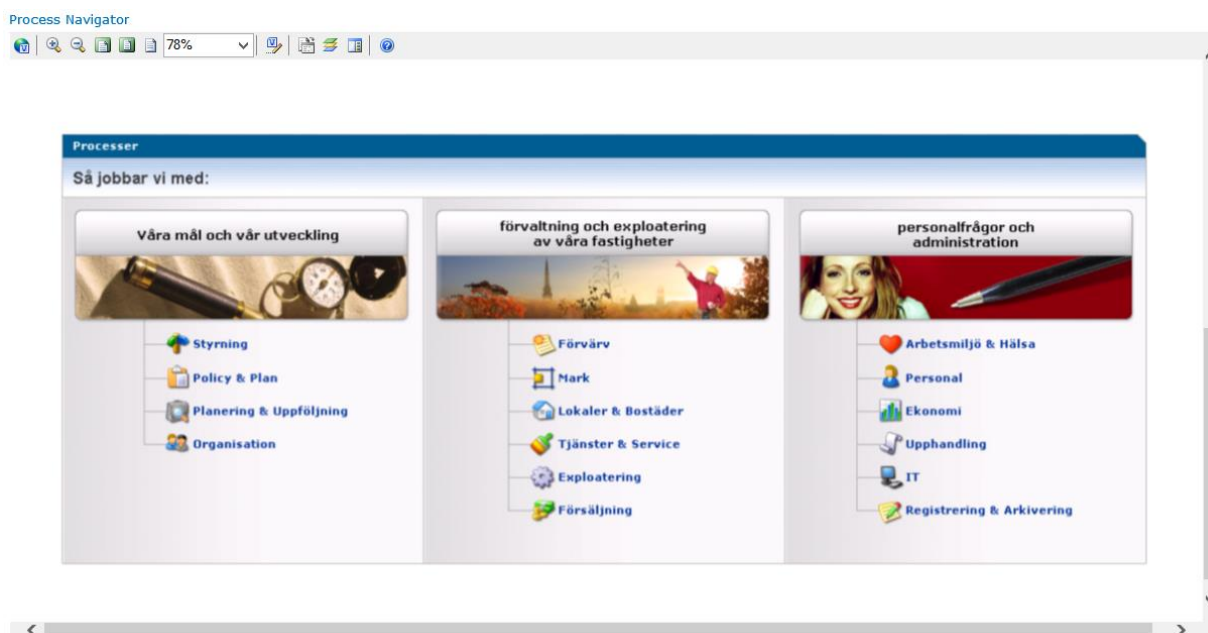 Process Navigator
78%
Processer
Så jobbar vi med:
Våra mål och vår utveckling
Styrning
Policy & Plan
Planering & Uppföljning
Organisation
förvaltning och exploatering
av våra fastigheter
Förvärv
Mark
Lokaler & Bostäder
Tjänster & Service
Exploatering
Försäljning
personalfrågor och
administration
Arbetsmiljö & Hälsa
Personal
Ekonomi
Upphandling
IT
Registrering & Arkivering